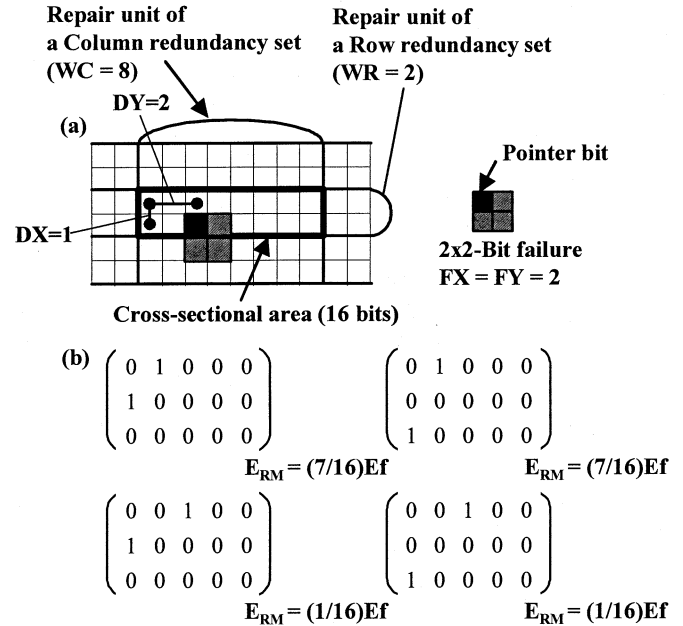 Repair unit of
a Column redundancy set
(WC = 8)
Repair unit of
a Row redundancy set
(WR = 2)
DY=2
(a)
Pointer bit
DX=1
2x2-Bit failure
FX = FY = 2
Cross-sectional area (16 bits)
(b)
0 1 0 0 0
1 0 0 0 0
0 0 0 0 0
E_RM = (7/16)Ef
0 1 0 0 0
0 0 0 0 0
1 0 0 0 0
E_RM = (7/16)Ef
0 0 1 0 0
1 0 0 0 0
0 0 0 0 0
E_RM = (1/16)Ef
0 0 1 0 0
0 0 0 0 0
1 0 0 0 0
E_RM = (1/16)Ef